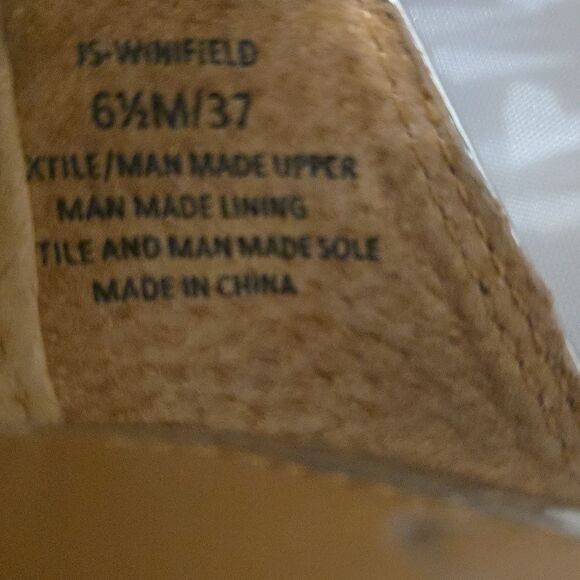 JS-WINIFIELD
6½M/37
XTILE/MAN MADE UPPER
MAN MADE LINING
TILE AND MAN MADE SOLE
MADE IN CHINA